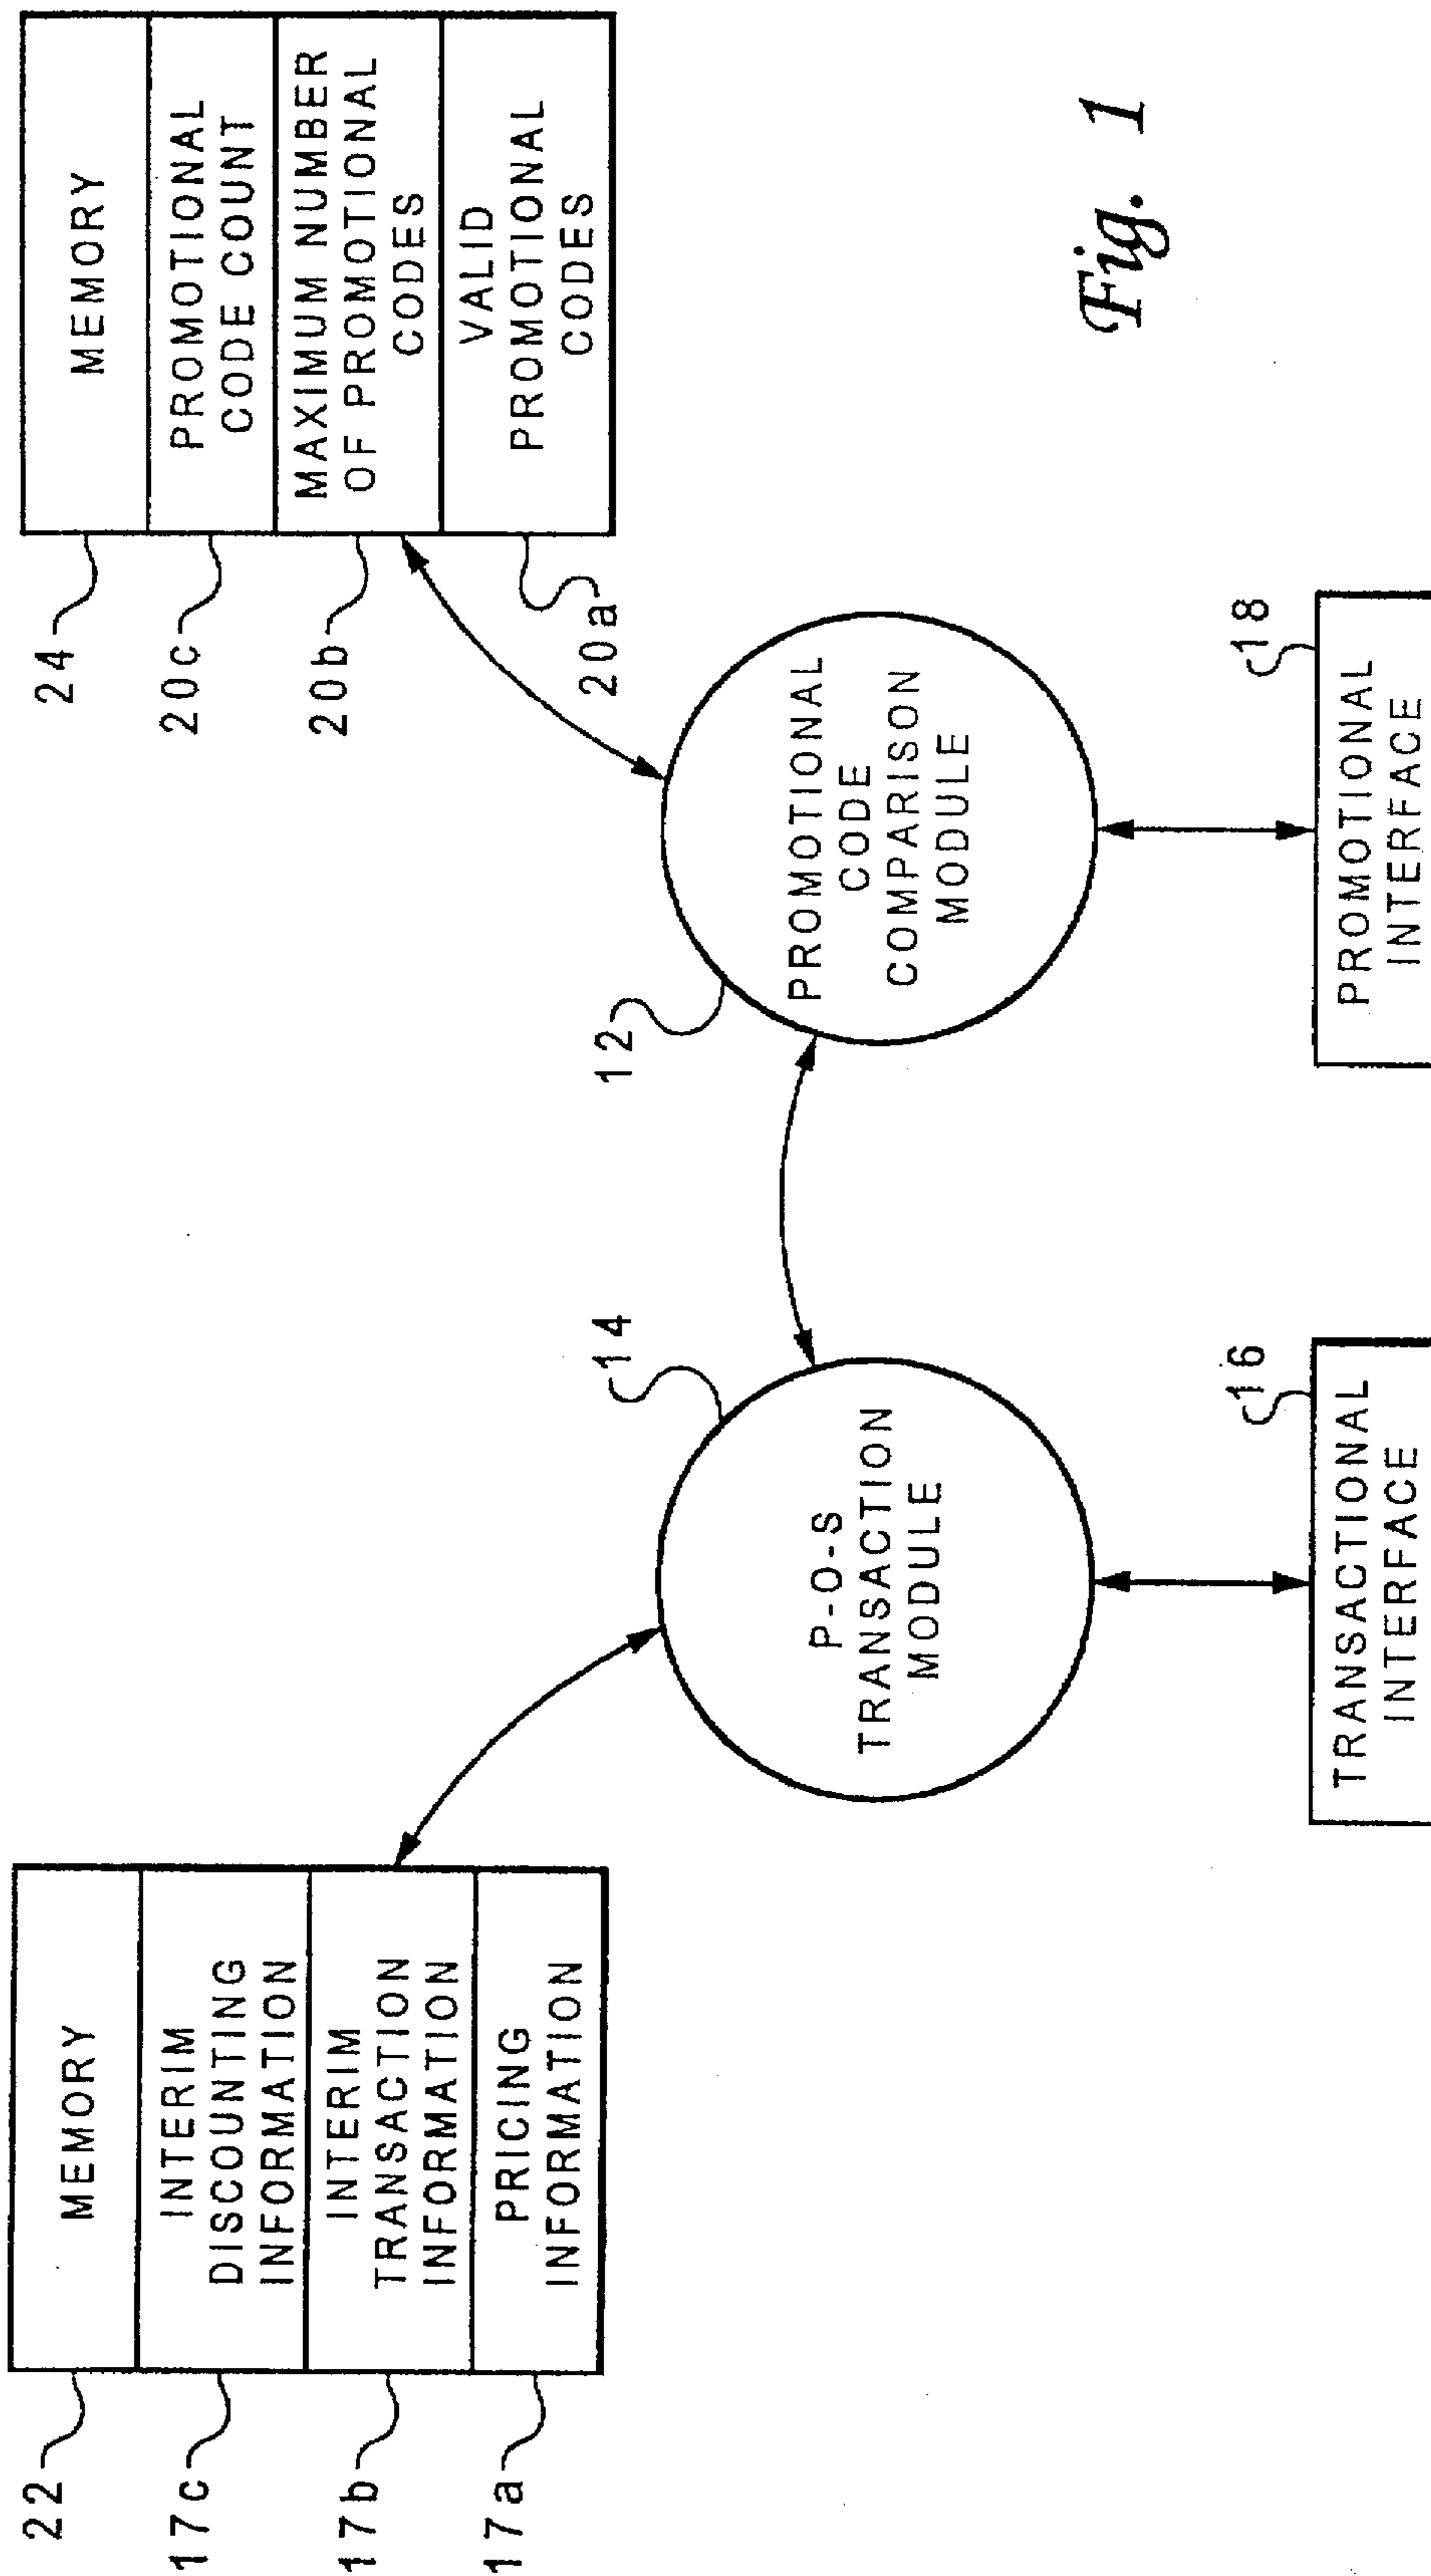 22
MEMORY
17c
INTERIM
DISCOUNTING
INFORMATION
17b
INTERIM
TRANSACTION
INFORMATION
17a
PRICING
INFORMATION
24
MEMORY
20c
PROMOTIONAL
CODE COUNT
20b
MAXIMUM NUMBER
OF PROMOTIONAL
CODES
20a
VALID
PROMOTIONAL
CODES
14
P-O-S
TRANSACTION
MODULE
12
PROMOTIONAL
CODE
COMPARISON
MODULE
16
TRANSACTIONAL
INTERFACE
18
PROMOTIONAL
INTERFACE
Fig. 1